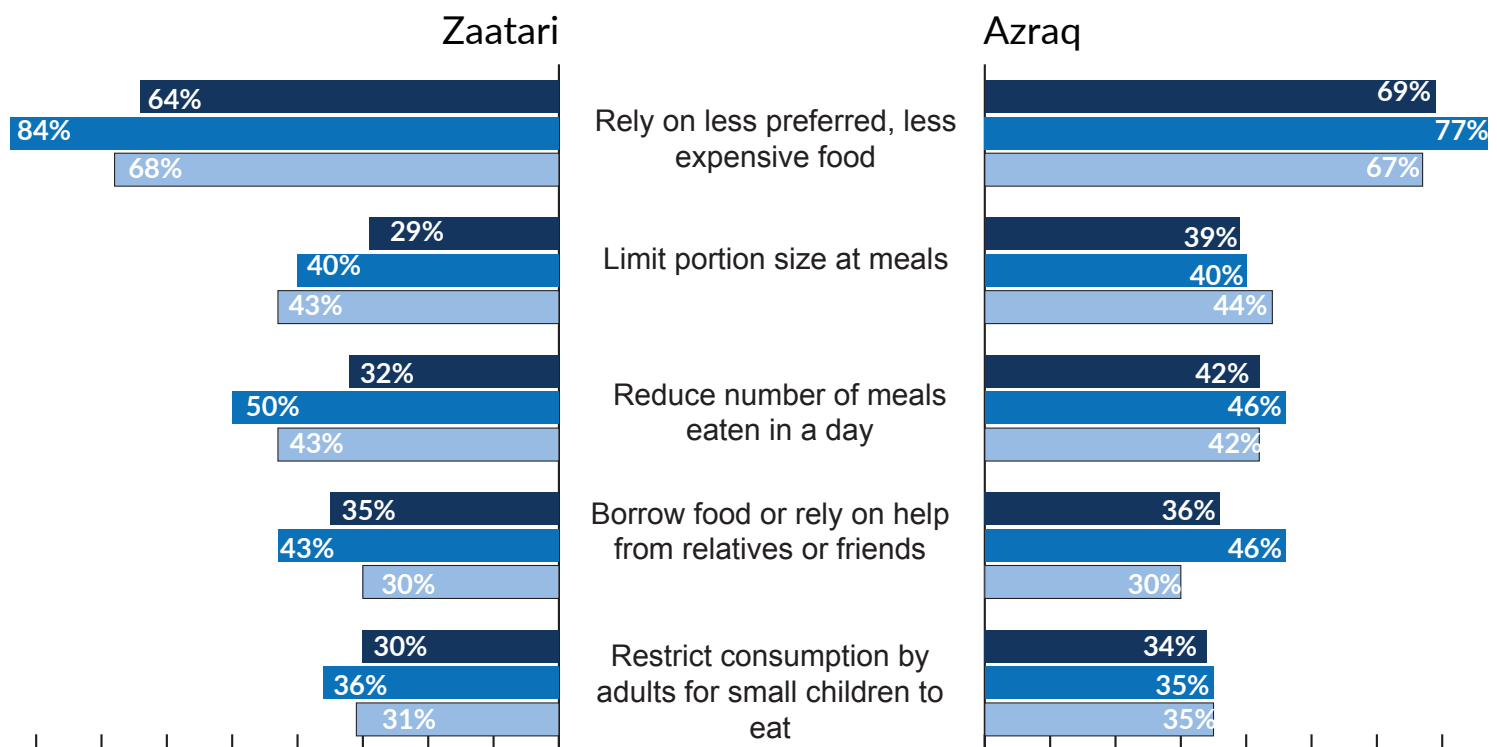 Zaatari
Azraq
64%
84%
68%
Rely on less preferred, less
expensive food
69%
77%
67%
29%
40%
43%
Limit portion size at meals
39%
40%
44%
32%
50%
43%
Reduce number of meals
eaten in a day
42%
46%
42%
35%
43%
30%
Borrow food or rely on help
from relatives or friends
36%
46%
30%
30%
36%
31%
Restrict consumption by
adults for small children to
eat
34%
35%
35%